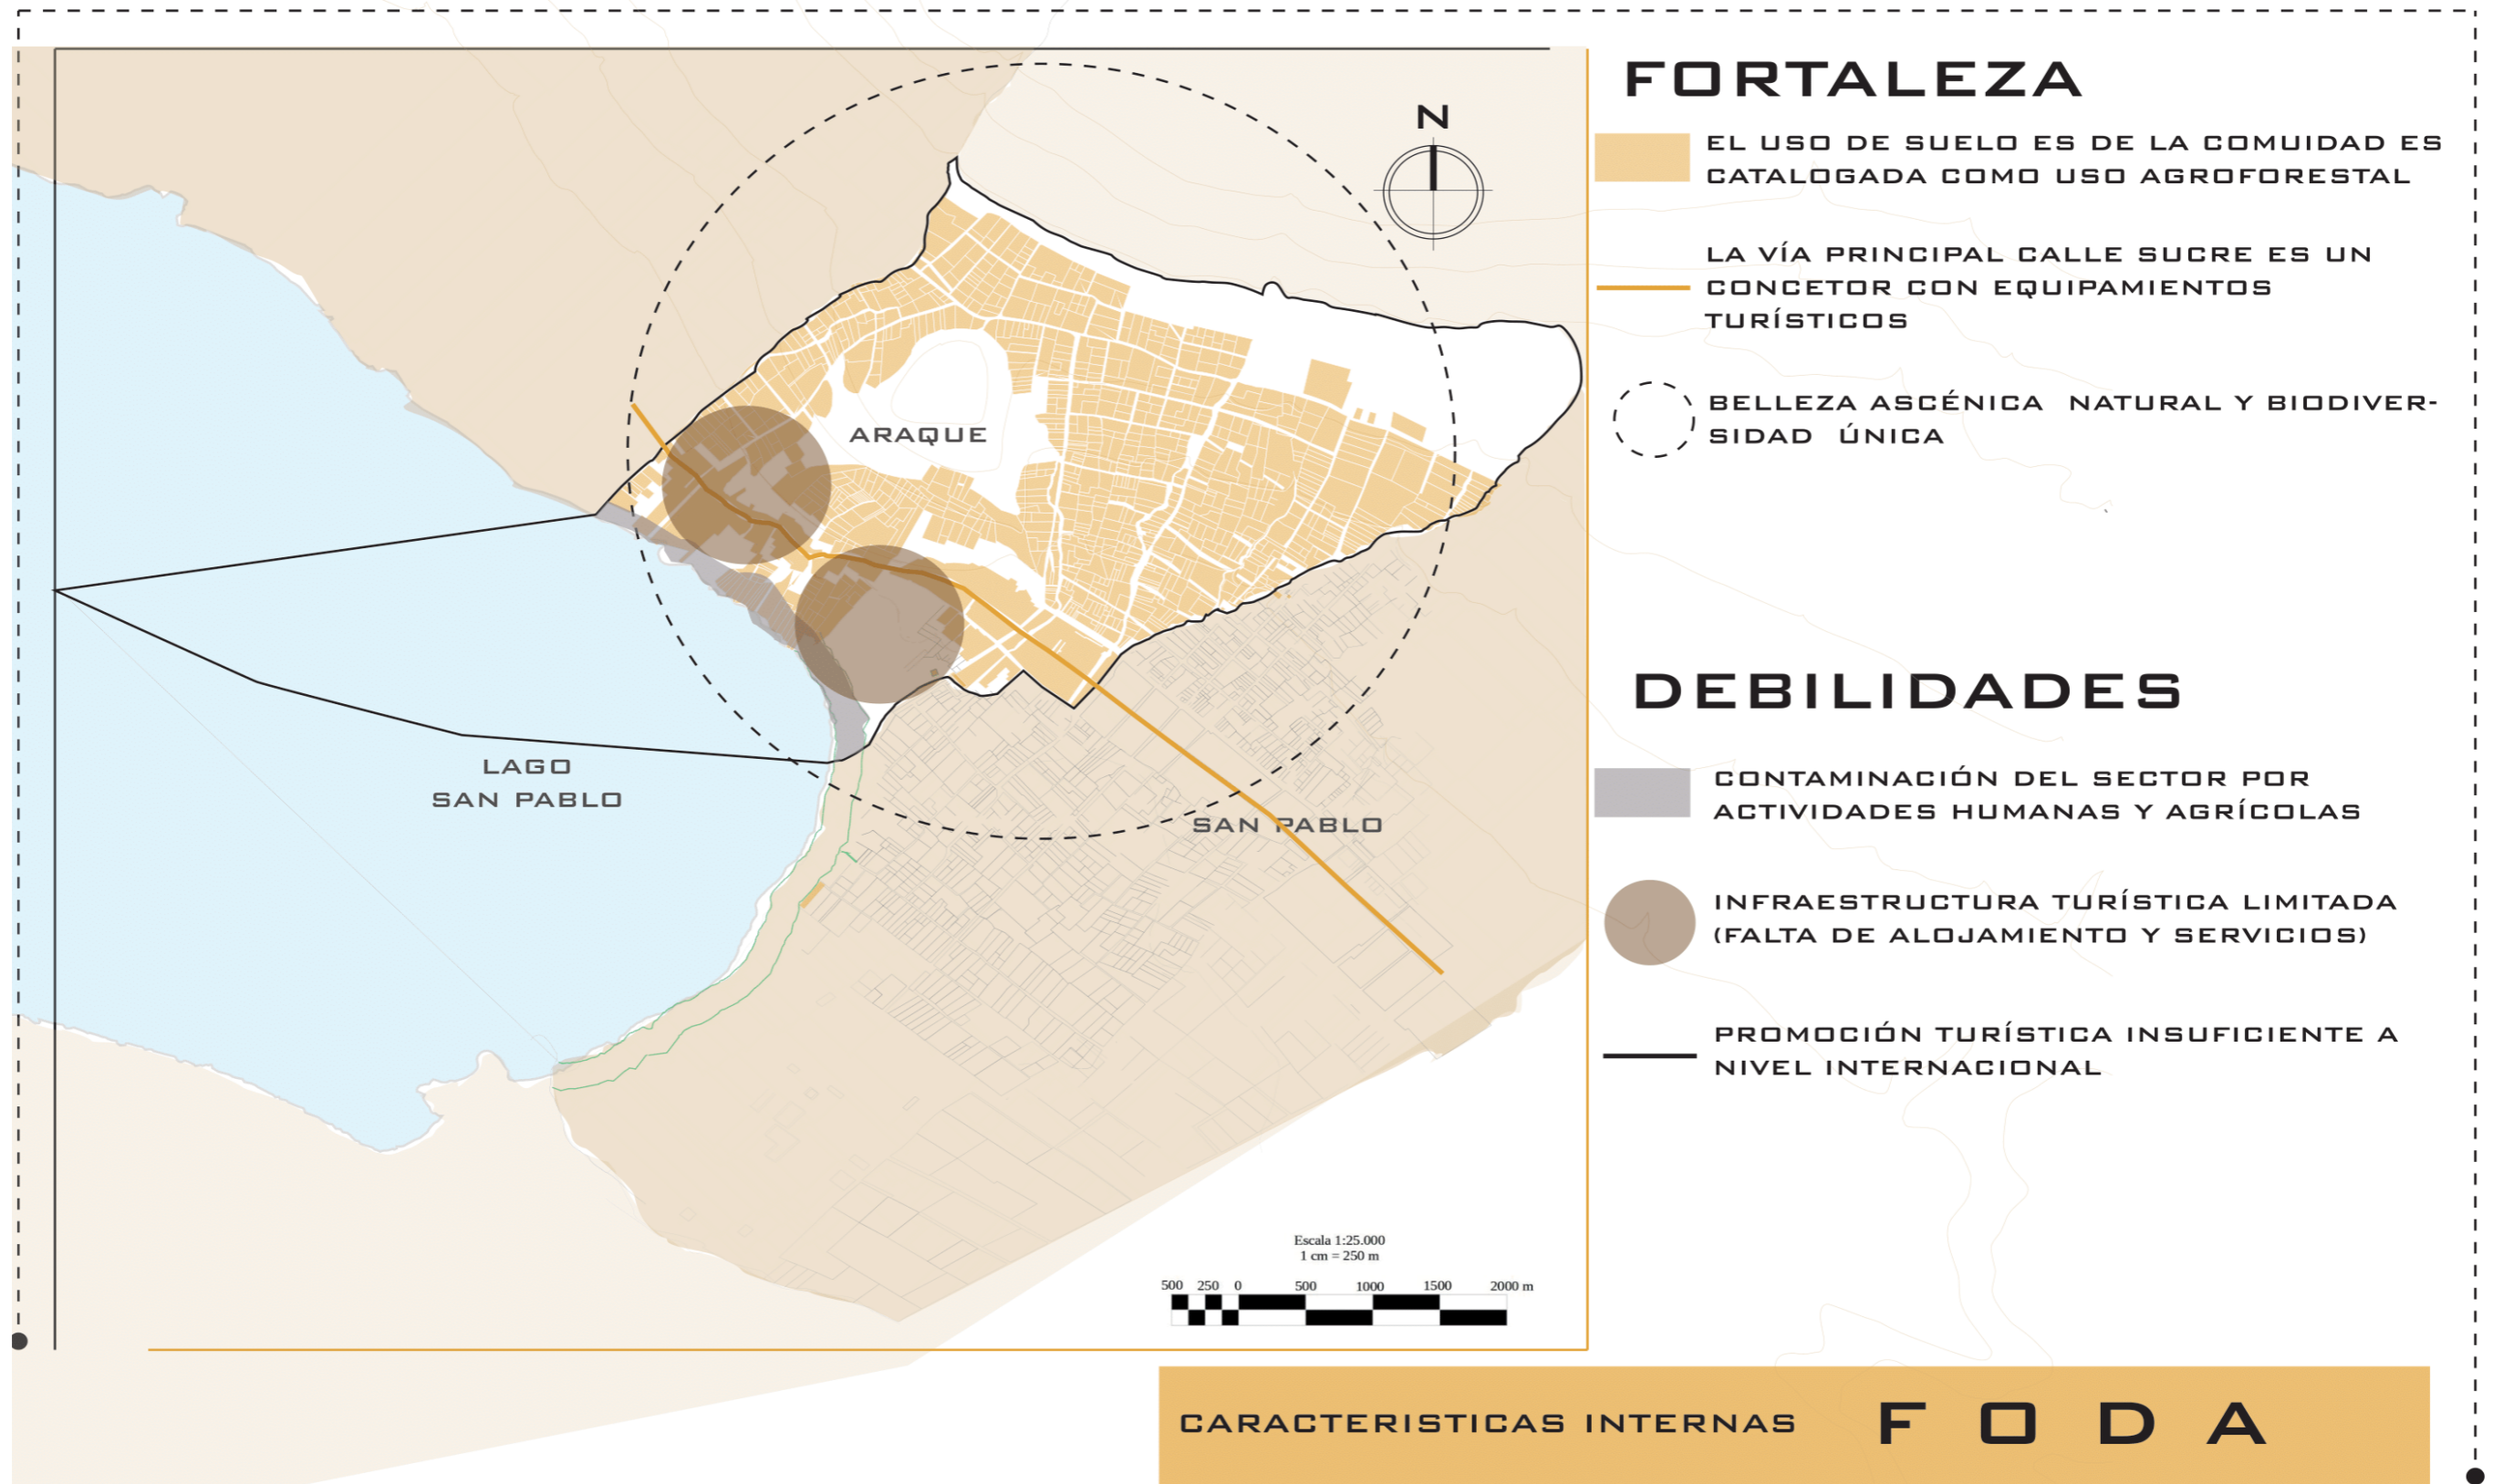 FORTALEZA
EL USO DE SUELO ES DE LA COMUIDAD ES
CATALOGADA COMO USO AGROFORESTAL
LA VÍA PRINCIPAL CALLE SUCRE ES UN
CONCETOR CON EQUIPAMIENTOS
TURÍSTICOS
BELLEZA ASCÉNICA NATURAL Y BIODIVER-
SIDAD ÚNICA
DEBILIDADES
CONTAMINACIÓN DEL SECTOR POR
ACTIVIDADES HUMANAS Y AGRÍCOLAS
INFRAESTRUCTURA TURÍSTICA LIMITADA
(FALTA DE ALOJAMIENTO Y SERVICIOS)
PROMOCIÓN TURÍSTICA INSUFICIENTE A
NIVEL INTERNACIONAL
N
ARAQUE
LAGO
SAN PABLO
SAN PABLO
Escala 1:25.000
1 cm = 250 m
500 250 0 500 1000 1500 2000 m
CARACTERISTICAS INTERNAS F O D A